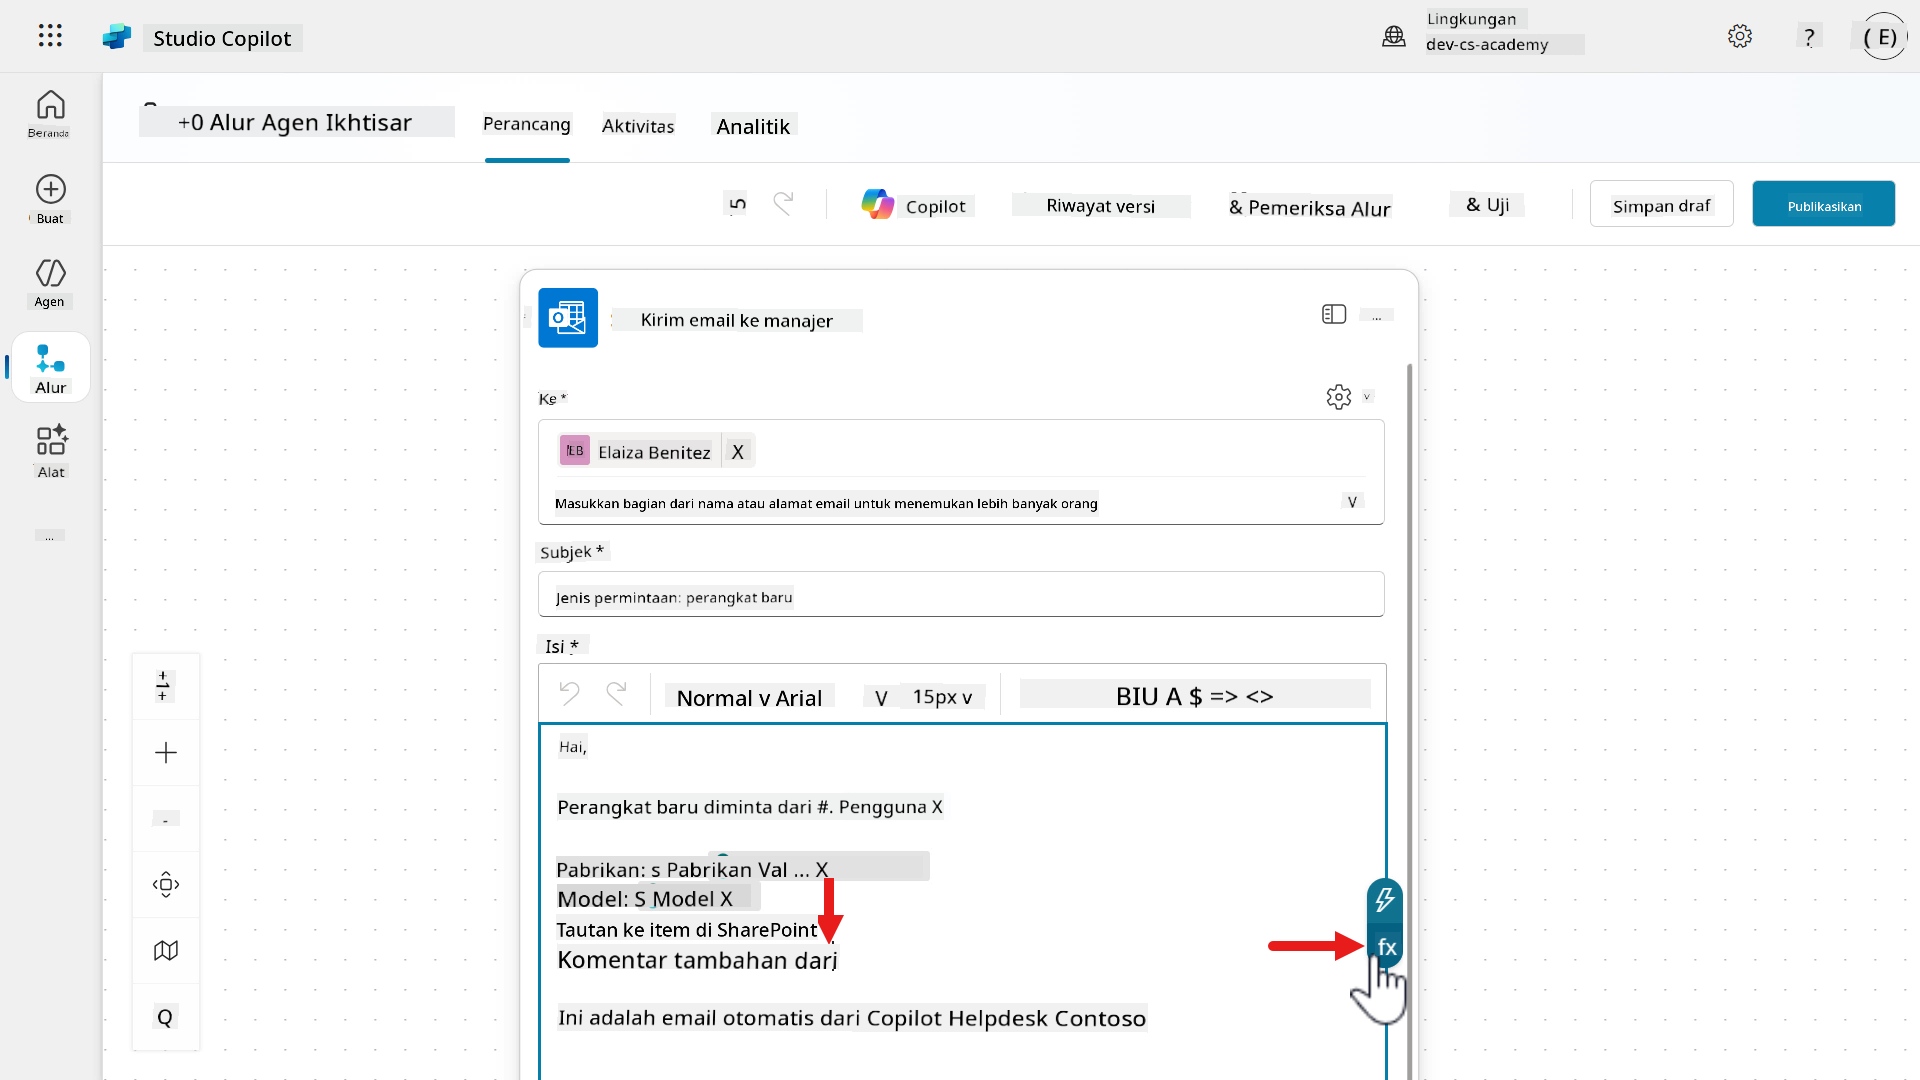 Studio Copilot
Lingkungan
dev-cs-academy
?
( E)
Beranda
Buat
Agen
Alur
Alat
...
+0 Alur Agen Ikhtisar
Perancang
Aktivitas
Analitik
5
Copilot
Riwayat versi
& Pemeriksa Alur
& Uji
Simpan draf
Publikasikan
Kirim email ke manajer
...
Ke *
v
EB Elaiza Benitez X
Masukkan bagian dari nama atau alamat email untuk menemukan lebih banyak orang
V
Subjek *
Jenis permintaan: perangkat baru
Isi *
Normal v Arial V 15px v BIU A $ => <>
Hai,
Perangkat baru diminta dari #. Pengguna X
Pabrikan: s Pabrikan Val ... X
Model: S Model X
Tautan ke item di SharePoint
Komentar tambahan dari
fx
Ini adalah email otomatis dari Copilot Helpdesk Contoso
Q